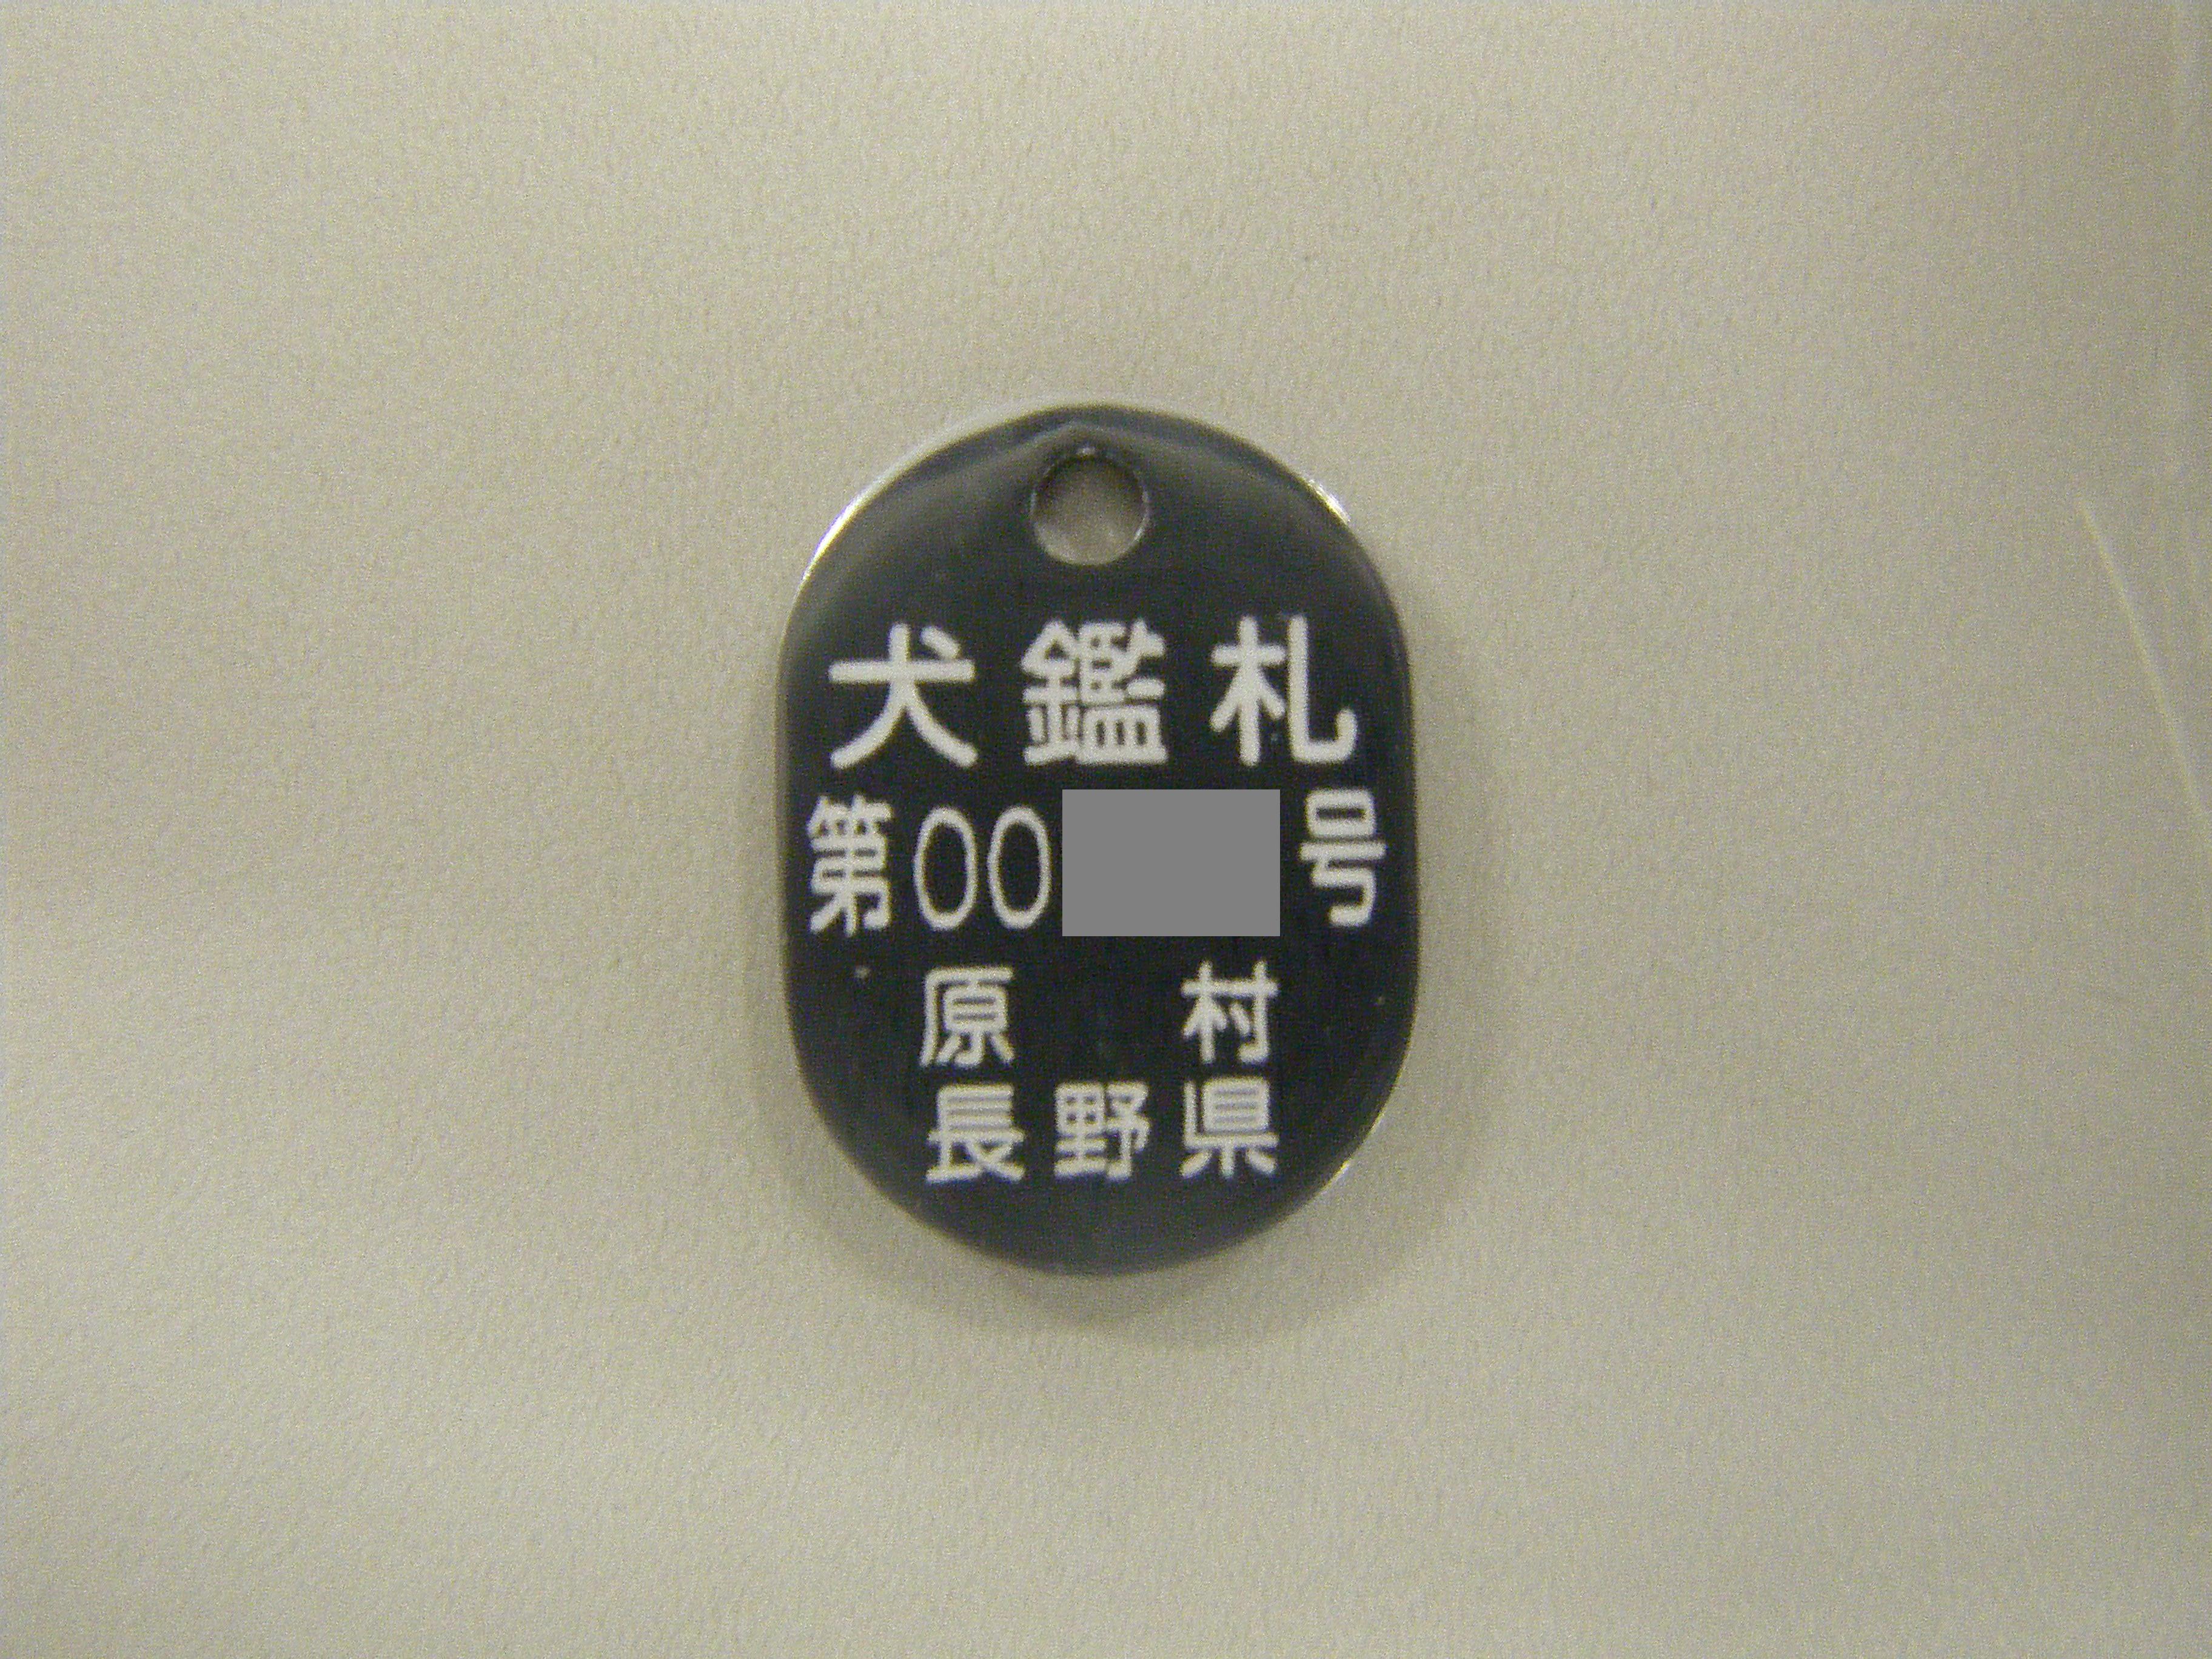 犬鑑札
第00 号
原村
長野県